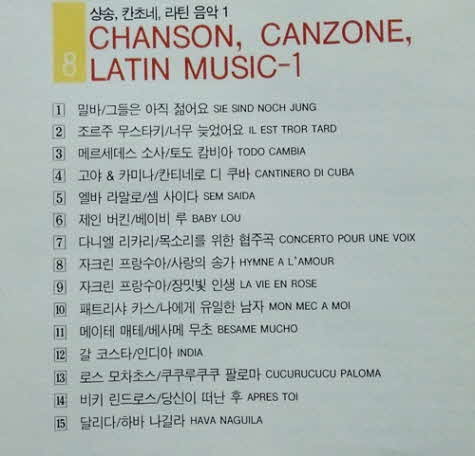 샹송, 칸초네, 라틴 음악 1
8
CHANSON, CANZONE,
LATIN MUSIC-1
1 밀바/그들은 아직 젊어요 SIE SIND NOCH JUNG
2 조르주 무스타키/너무 늦었어요 IL EST TROR TARD
3 메르세데스 소사/토도 캄비아 TODO CAMBIA
4 고야 & 카미나/칸티네로 디 쿠바 CANTINERO DI CUBA
5 엘바 라말로/셈 사이다 SEM SAIDA
6 제인 버킨/베이비 루 BABY LOU
7 다니엘 리카리/목소리를 위한 협주곡 CONCERTO POUR UNE VOIX
8 자크린 프랑수아/사랑의 송가 HYMNE A L'AMOUR
9 자크린 프랑수아/장밋빛 인생 LA VIE EN ROSE
10 패트리샤 카스/나에게 유일한 남자 MON MEC A MOI
11 메이테 매테/베사메 무초 BESAME MUCHO
12 갈 코스타/인디아 INDIA
13 로스 모차초스/쿠쿠루쿠쿠 팔로마 CUCURUCUCU PALOMA
14 비키 린드로스/당신이 떠난 후 APRES TOI
15 달리다/하바 나길라 HAVA NAGUILA